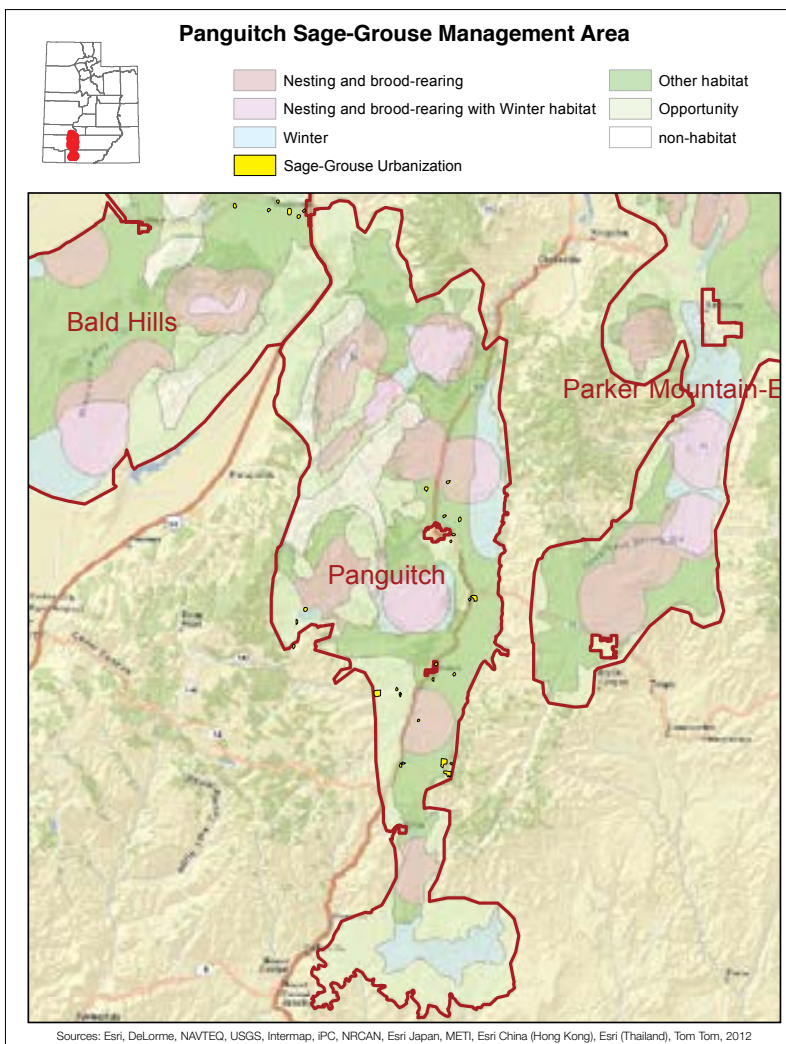 Panguitch Sage-Grouse Management Area
Nesting and brood-rearing
Nesting and brood-rearing with Winter habitat
Winter
Sage-Grouse Urbanization
Other habitat
Opportunity
non-habitat
Bald Hills
Parker Mountain-E
Panguitch
Sources: Esri, DeLorme, NAVTEQ, USGS, Intermap, iPC, NRCAN, Esri Japan, METI, Esri China (Hong Kong), Esri (Thailand), Tom Tom, 2012